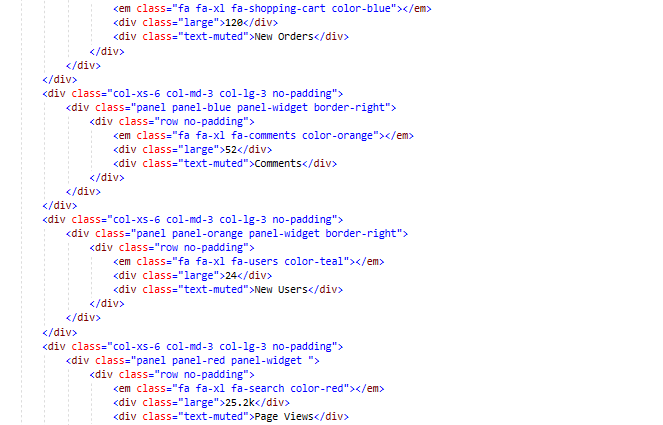 <em class="fa fa-xl fa-shopping-cart color-blue"></em>
<div class="large">120</div>
<div class="text-muted">New Orders</div>
</div>
</div>
</div>
<div class="col-xs-6 col-md-3 col-lg-3 no-padding">
<div class="panel panel-blue panel-widget border-right">
<div class="row no-padding">
<em class="fa fa-xl fa-comments color-orange"></em>
<div class="large">52</div>
<div class="text-muted">Comments</div>
</div>
</div>
</div>
<div class="col-xs-6 col-md-3 col-lg-3 no-padding">
<div class="panel panel-orange panel-widget border-right">
<div class="row no-padding">
<em class="fa fa-xl fa-users color-teal"></em>
<div class="large">24</div>
<div class="text-muted">New Users</div>
</div>
</div>
</div>
<div class="col-xs-6 col-md-3 col-lg-3 no-padding">
<div class="panel panel-red panel-widget ">
<div class="row no-padding">
<em class="fa fa-xl fa-search color-red"></em>
<div class="large">25.2k</div>
<div class="text-muted">Page Views</div>